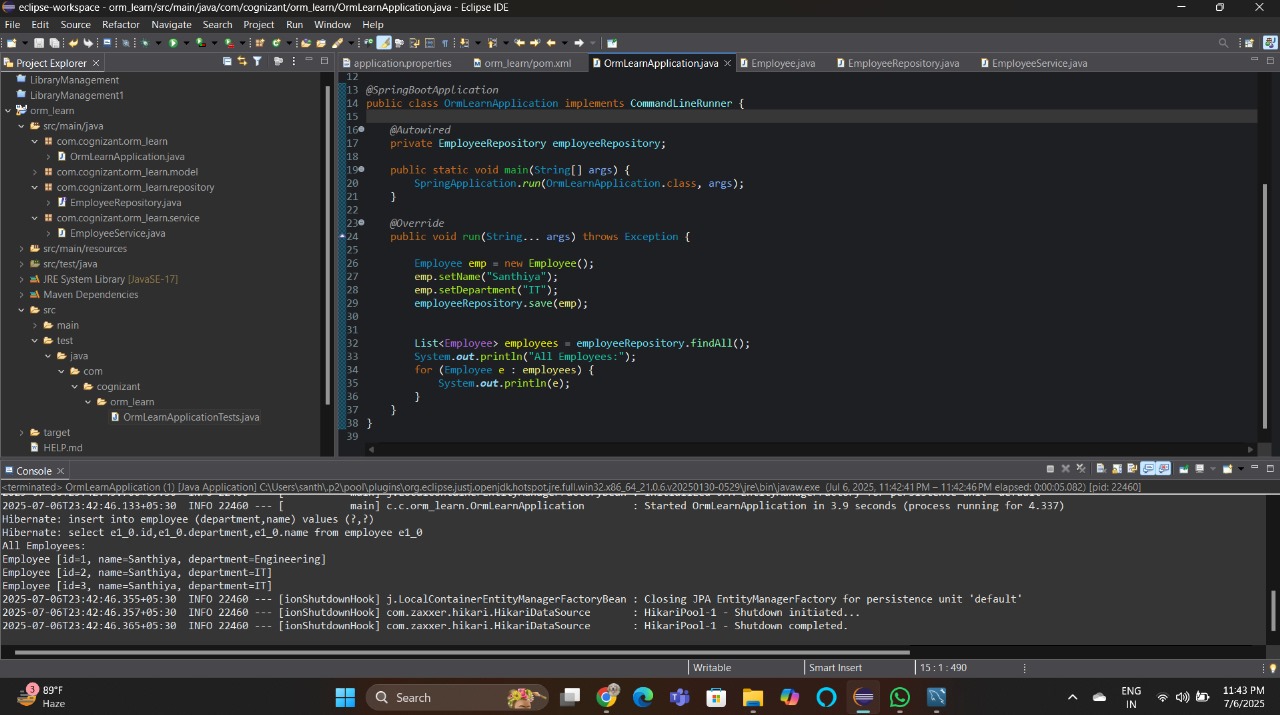 eclipse-workspace - orm_learn/src/main/java/com/cognizant/orm_learn/OrmLearnApplication.java - Eclipse IDE
File Edit Source Refactor Navigate Search Project Run Window Help
Project Explorer
application.properties orm_learn/pom.xml OrmLearnApplication.java Employee.java EmployeeRepository.java EmployeeService.java
LibraryManagement
LibraryManagement1
orm_learn
src/main/java
com.cognizant.orm_learn
OrmLearnApplication.java
com.cognizant.orm_learn.model
com.cognizant.orm_learn.repository
EmployeeRepository.java
com.cognizant.orm_learn.service
EmployeeService.java
src/main/resources
src/test/java
JRE System Library [JavaSE-17]
Maven Dependencies
src
main
test
java
com
cognizant
orm_learn
OrmLearnApplicationTests.java
target
HELP.md
12
13 @SpringBootApplication
14 public class OrmLearnApplication implements CommandLineRunner {
15
16 @Autowired
17 private EmployeeRepository employeeRepository;
18
19 public static void main(String[] args) {
20 SpringApplication.run(OrmLearnApplication.class, args);
21 }
22
23 @Override
24 public void run(String... args) throws Exception {
25
26 Employee emp = new Employee();
27 emp.setName("Santhiya");
28 emp.setDepartment("IT");
29 employeeRepository.save(emp);
30
31
32 List<Employee> employees = employeeRepository.findAll();
33 System.out.println("All Employees:");
34 for (Employee e : employees) {
35 System.out.println(e);
36 }
37 }
38 }
39
Console
<terminated> OrmLearnApplication (1) [Java Application] C:\Users\santh\.p2\pool\plugins\org.eclipse.justj.openjdk.hotspot.jre.full.win32.x86_64_21.0.6.v20250130-0529\jre\bin\javaw.exe (Jul 6, 2025, 11:42:41 PM – 11:42:46 PM elapsed: 0:00:05.082) [pid: 22460]
2025-07-06T23:42:46.133+05:30 INFO 22460 --- [ main] c.c.orm_learn.OrmLearnApplication : Started OrmLearnApplication in 3.9 seconds (process running for 4.337)
Hibernate: insert into employee (department,name) values (?,?)
Hibernate: select e1_0.id,e1_0.department,e1_0.name from employee e1_0
All Employees:
Employee [id=1, name=Santhiya, department=Engineering]
Employee [id=2, name=Santhiya, department=IT]
Employee [id=3, name=Santhiya, department=IT]
2025-07-06T23:42:46.355+05:30 INFO 22460 --- [ionShutdownHook] j.LocalContainerEntityManagerFactoryBean : Closing JPA EntityManagerFactory for persistence unit 'default'
2025-07-06T23:42:46.357+05:30 INFO 22460 --- [ionShutdownHook] com.zaxxer.hikari.HikariDataSource : HikariPool-1 - Shutdown initiated...
2025-07-06T23:42:46.365+05:30 INFO 22460 --- [ionShutdownHook] com.zaxxer.hikari.HikariDataSource : HikariPool-1 - Shutdown completed.
Writable Smart Insert 15 : 1 : 490
3 89°F
Haze
Search
ENG
IN
11:43 PM
7/6/2025